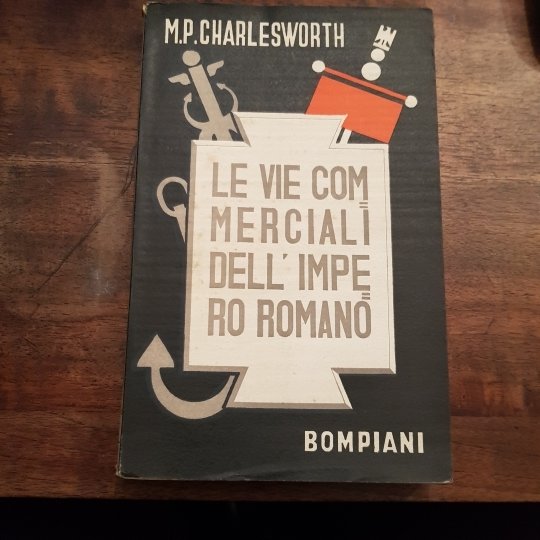 M.P. CHARLESWORTH
LE VIE COM=
MERCIALI
DELL'IMPE=
RO ROMANO
BOMPIANI